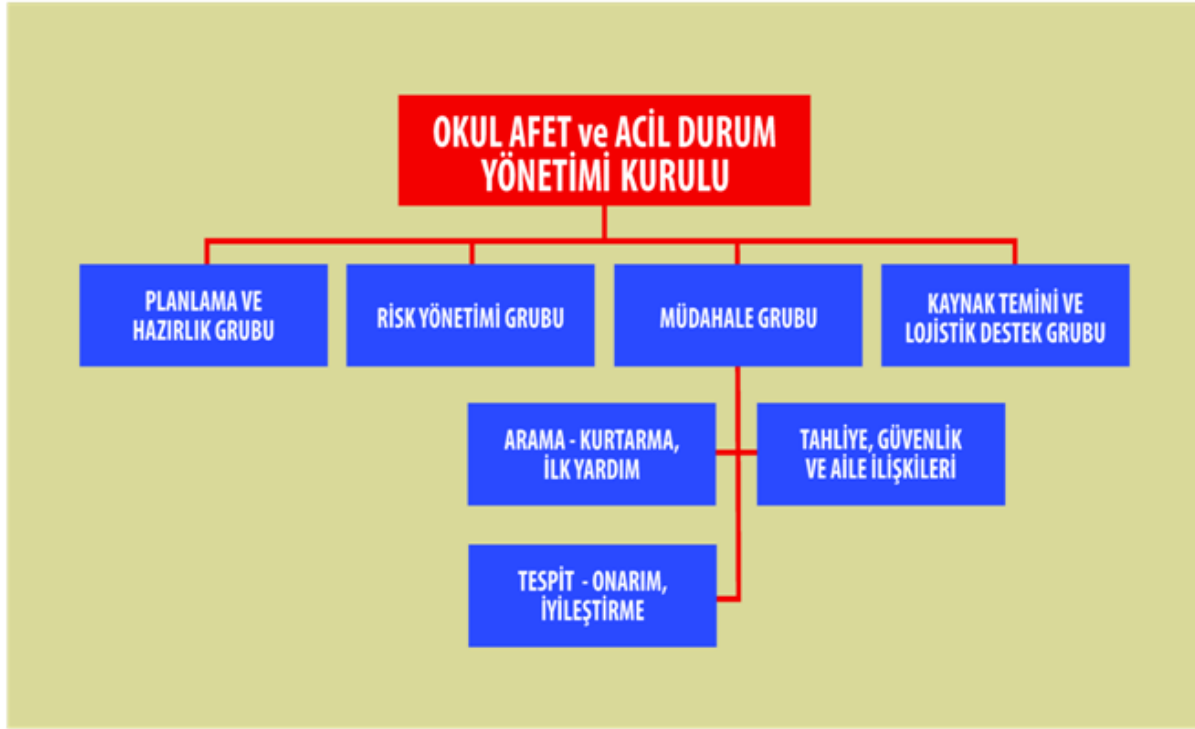 OKUL AFET ve ACİL DURUM
YÖNETİMİ KURULU
PLANLAMA VE
HAZIRLIK GRUBU
RİSK YÖNETİMİ GRUBU
MÜDAHALE GRUBU
KAYNAK TEMİNİ VE
LOJİSTİK DESTEK GRUBU
ARAMA - KURTARMA,
İLK YARDIM
TAHLİYE, GÜVENLİK
VE AİLE İLİŞKİLERİ
TESPİT - ONARIM,
İYİLEŞTİRME